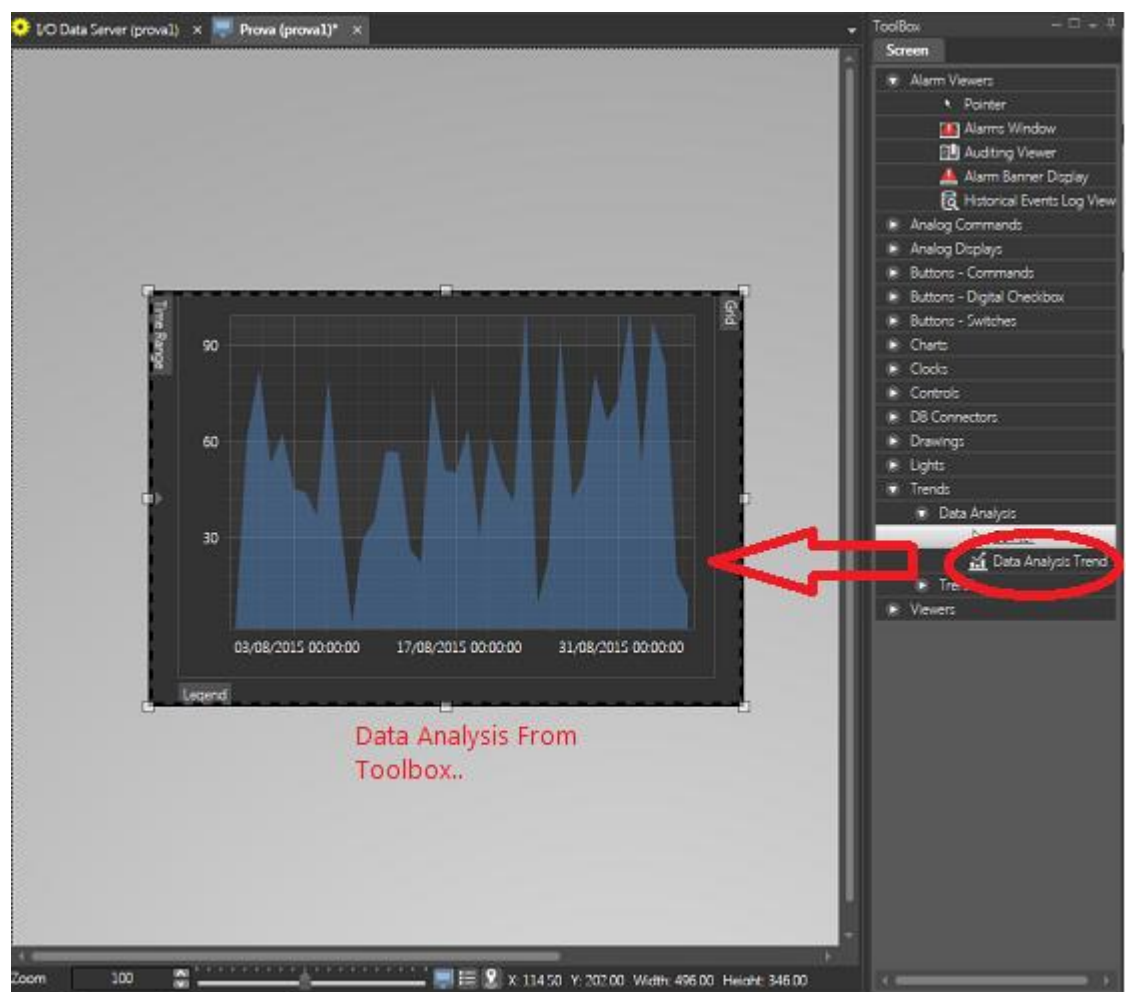 I/O Data Server (prova1) ×
Prova (prova1)* ×
ToolBox
Screen
Alarm Viewers
Pointer
Alarms Window
Auditing Viewer
Alarm Banner Display
Historical Events Log View
Analog Commands
Analog Displays
Buttons - Commands
Buttons - Digital Checkbox
Buttons - Switches
Charts
Clocks
Controls
DB Connectors
Drawings
Lights
Trends
Data Analysis
Data Analysis Trend
Viewers
Time Range
Grid
90
60
30
03/08/2015 00:00:00 17/08/2015 00:00:00 31/08/2015 00:00:00
Legend
Data Analysis From
Toolbox..
Zoom 100 X: 114.50 Y: 202.00 Width: 496.00 Height: 346.00